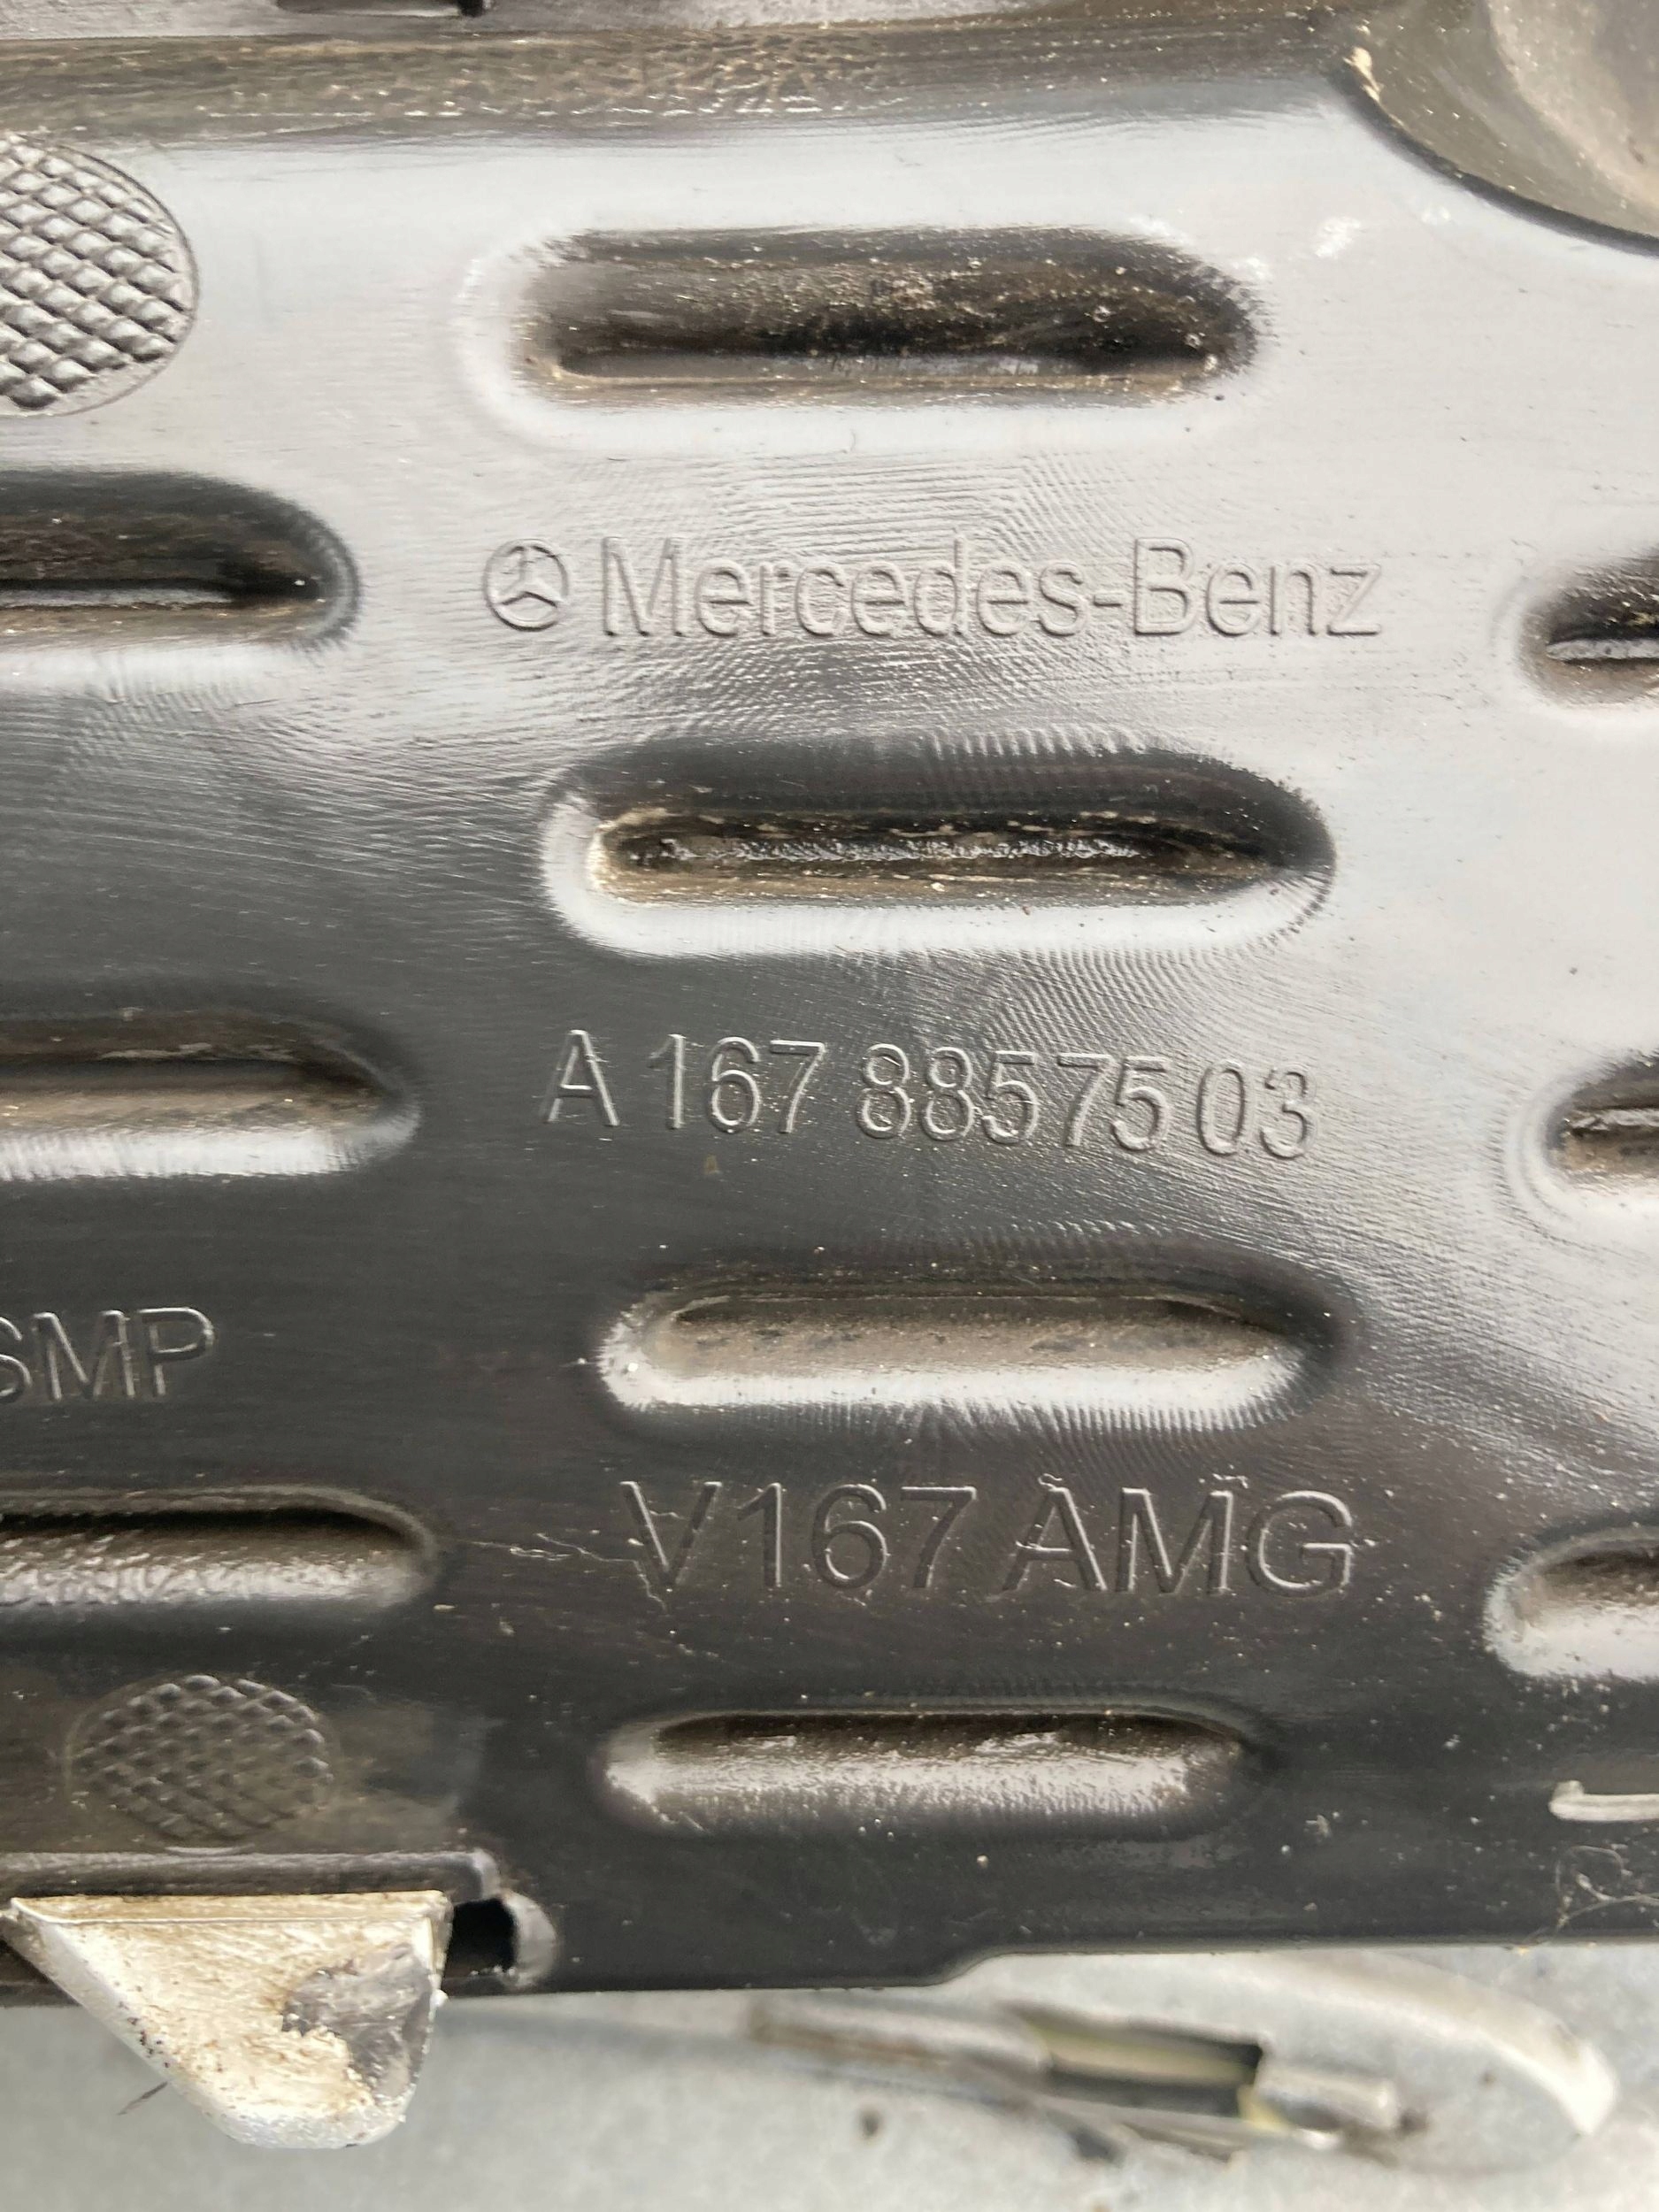 Mercedes-Benz
A 167 885 75 03
SMP
V167 AMG